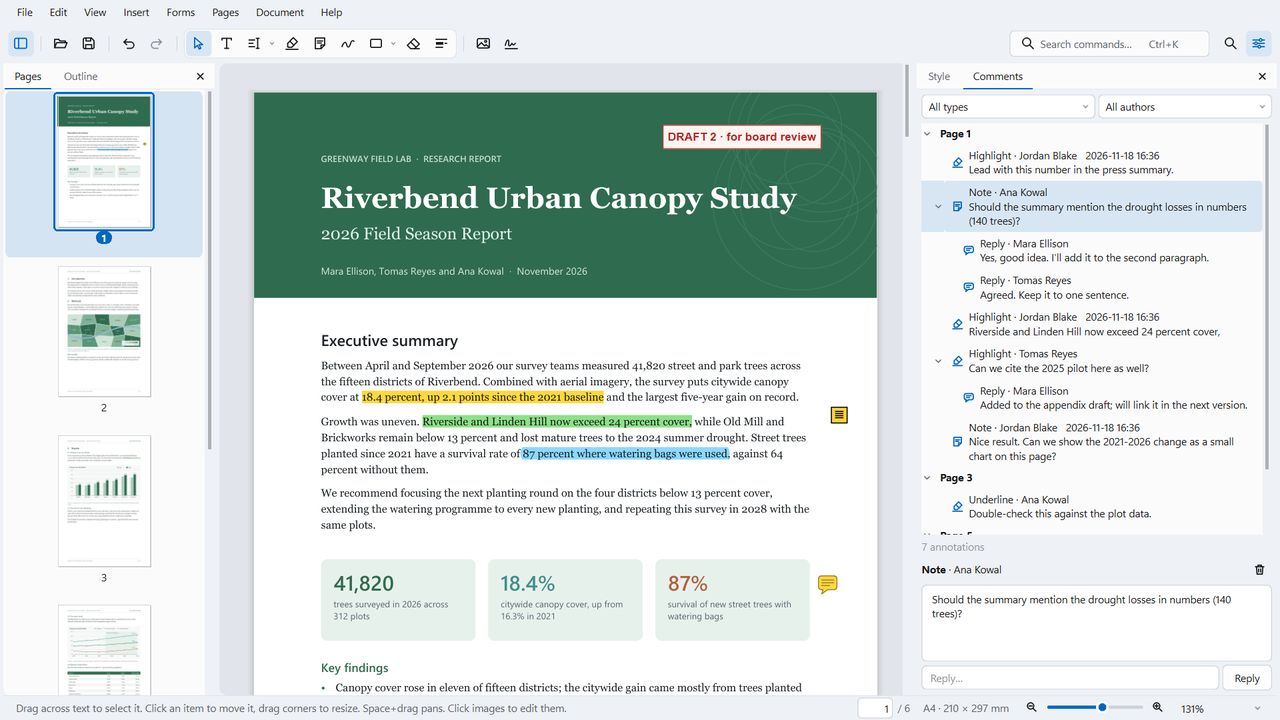 File Edit View Insert Forms Pages Document Help
Search commands... Ctrl+K
Pages Outline
1
2
3
DRAFT 2 · for review
GREENWAY FIELD LAB · RESEARCH REPORT
Riverbend Urban Canopy Study
2026 Field Season Report
Mara Ellison, Tomas Reyes and Ana Kowal · November 2026
Executive summary
Between April and September 2026 our survey teams measured 41,820 street and park trees across
the fifteen districts of Riverbend. Combined with aerial imagery, the survey puts citywide canopy
cover at 18.4 percent, up 2.1 points since the 2021 baseline and the largest five-year gain on record.
Growth was uneven. Riverside and Linden Hill now exceed 24 percent cover, while Old Mill and
remain below 13 percent and lost mature trees to the 2024 summer drought. Street trees
planted since 2021 have a survival rate of 87 percent where watering bags were used, against 64
percent without them.
We recommend focusing the next planting round on the four districts below 13 percent cover,
the watering programme to all new plantings, and repeating this survey in 2028 with the
same plots.
41,820
trees surveyed in 2026 across
312 plots
18.4%
citywide canopy cover, up from
16.3% in 2021
87%
survival of new street trees with
watering bags
rose in eleven of fifteen districts; the citywide gain came mostly from trees planted
Style Comments
All editors
Highlight · Jordan Blake 2026-11-18 16:36
Lead with this number in the press summary.
Note · Ana Kowal
Should the summary mention the drought losses in numbers
(140 trees)?
Reply · Mara Ellison
Yes, good idea. I'll add it to the second paragraph.
Reply · Tomas Reyes
Agreed. Keep it to one sentence.
Highlight · Jordan Blake 2026-11-18 16:36
Riverside and Linden Hill now exceed 24 percent cover,
Highlight · Tomas Reyes
Can we cite the 2025 pilot here as well?
Reply · Mara Ellison
Added to the appendix draft; will link it in the next version.
Note · Jordan Blake 2026-11-18 16:36
Nice result. Can we show the 2021-2026 change as a small
chart on this page?
Page 2
Underline · Ana Kowal
Double-check this against the plot data.
7 annotations
Note · Ana Kowal
Should the summary mention the drought losses in numbers (140
Reply
Drag across text to select it. Click items to move it, drag corners to resize. Space+drag pans. Click images to edit them.
1 / 6 A4 · 210 × 297 mm 131%